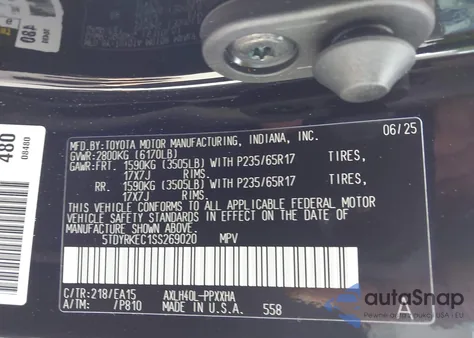 480
480
08480
MFD.BY:TOYOTA MOTOR MANUFACTURING, INDIANA, INC. 06/25
GVWR:2800KG (6170LB)
GAWR:FRT. 1590KG (3505LB) WITH P235/65R17 TIRES,
17X7J RIMS.
RR. 1590KG (3505LB) WITH P235/65R17 TIRES,
17X7J RIMS.
THIS VEHICLE CONFORMS TO ALL APPLICABLE FEDERAL MOTOR
VEHICLE SAFETY STANDARDS IN EFFECT ON THE DATE OF
MANUFACTURE SHOWN ABOVE.
5TDYRKEC1SS269020 MPV
C/TR:218/EA15 AXLH40L-PPXXHA
A/TM: /P810 MADE IN U.S.A. 558 A
autoSnap